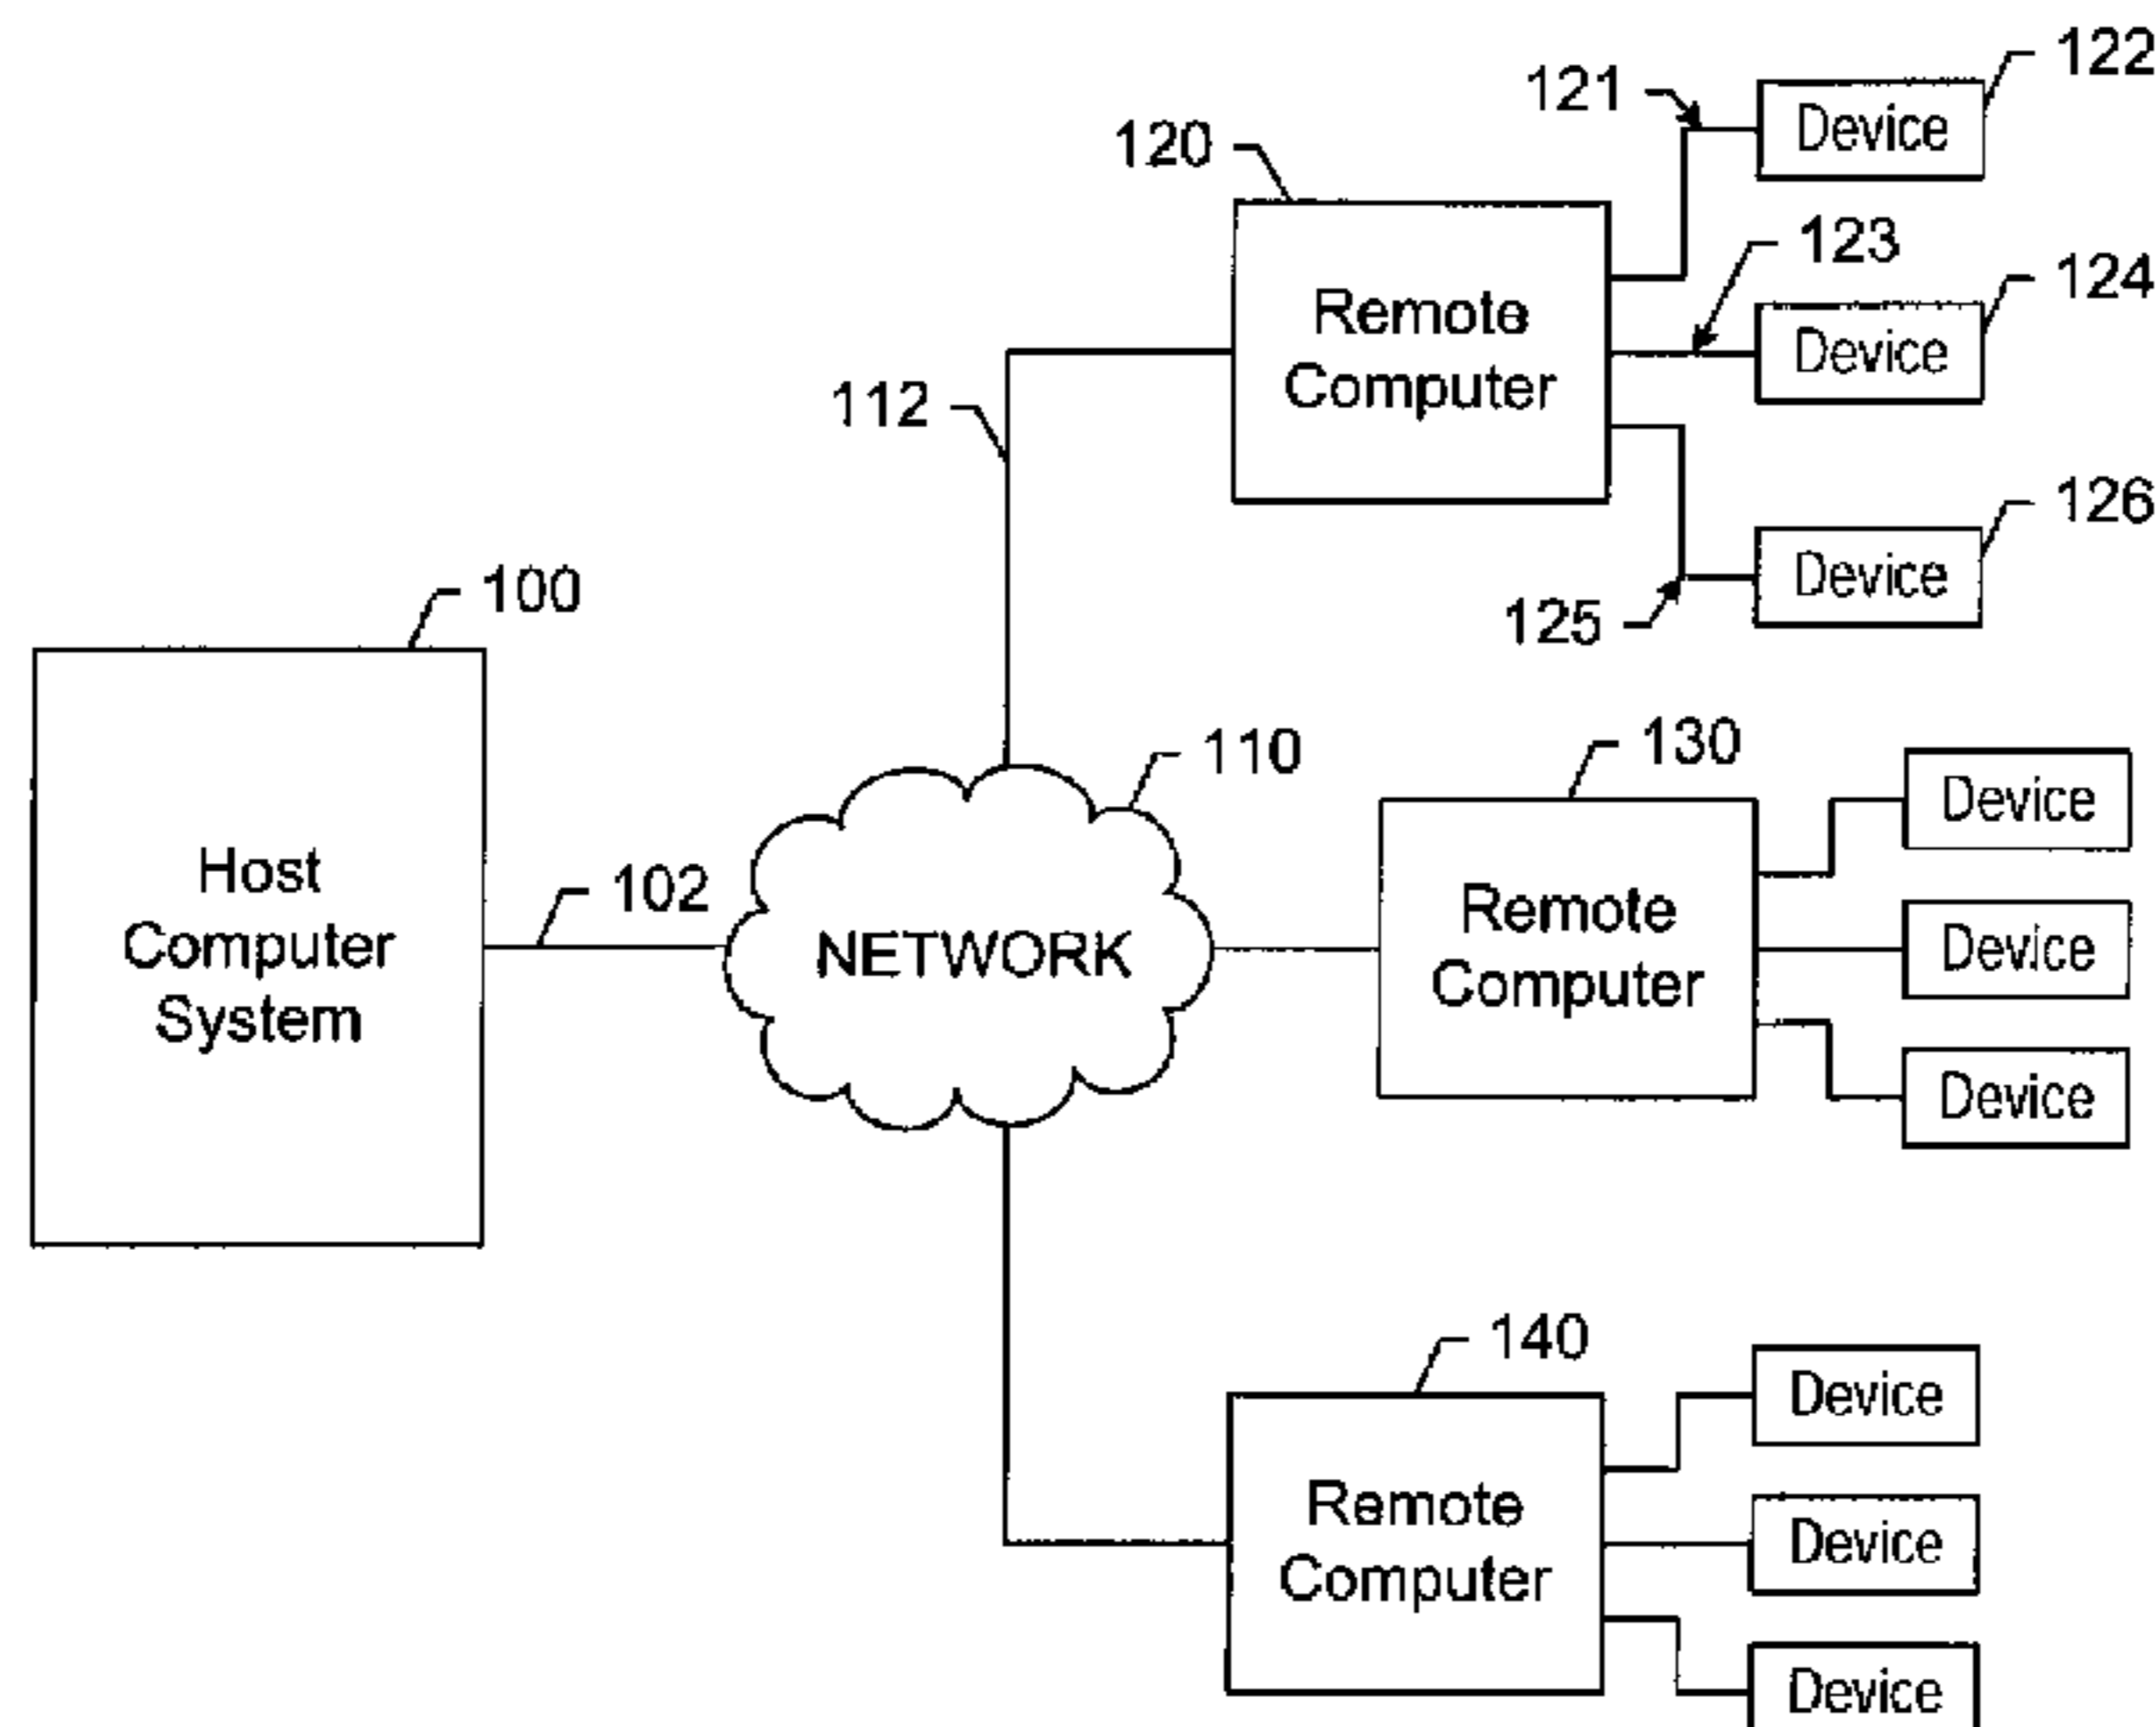 122
121
Device
120
123
124
Remote
Computer
Device
112
126
Device
125
100
Host
Computer
System
102
110
NETWORK
130
Remote
Computer
Device
Device
Device
140
Remote
Computer
Device
Device
Device